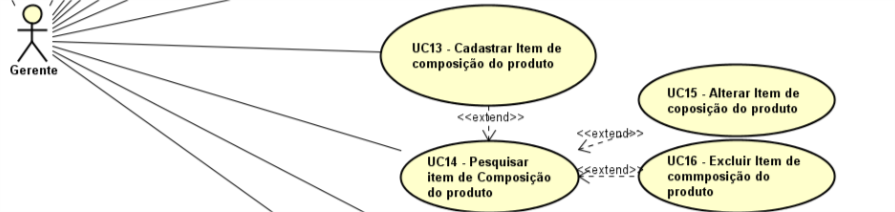 Gerente
UC13 - Cadastrar Item de
composição do produto
<<extend>>
UC15 - Alterar Item de
coposição do produto
<<extend>>
UC14 - Pesquisar
item de Composição
do produto
<<extend>>
UC16 - Excluir Item de
commposição do
produto